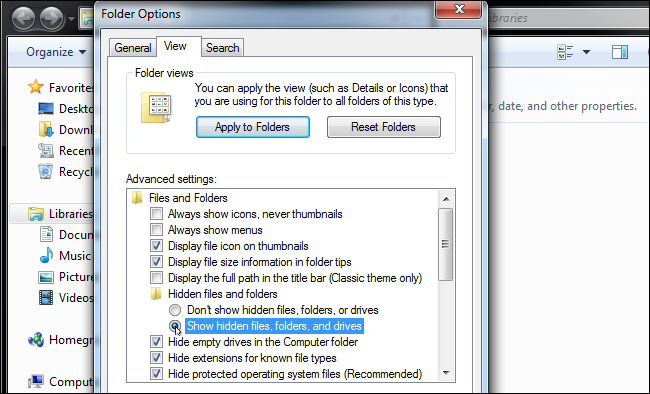 Folder Options
Libraries
Organize
General
View
Search
Folder views
You can apply the view (such as Details or Icons) that
you are using for this folder to all folders of this type.
Apply to Folders
Reset Folders
Advanced settings:
Files and Folders
Always show icons, never thumbnails
Always show menus
Display file icon on thumbnails
Display file size information in folder tips
Display the full path in the title bar (Classic theme only)
Hidden files and folders
Don't show hidden files, folders, or drives
Show hidden files, folders, and drives
Hide empty drives in the Computer folder
Hide extensions for known file types
Hide protected operating system files (Recommended)
Favorites
Deskto
Downl
Recent
Recycl
Libraries
Docum
Music
Picture
Videos
Homegr
Comput
r, date, and other properties.